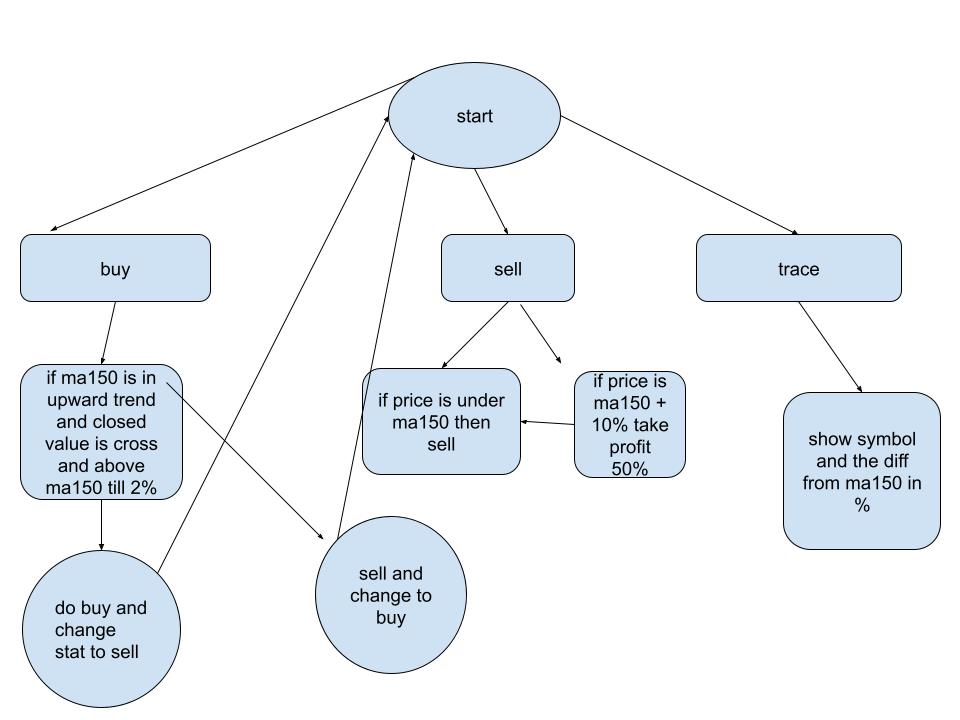 start
buy
sell
trace
if ma150 is in
upward trend
and closed
value is cross
and above
ma150 till 2%
if price is under
ma150 then
sell
if price is
ma150 +
10% take
profit
50%
show symbol
and the diff
from ma150 in
%
do buy and
change
stat to sell
sell and
change to
buy